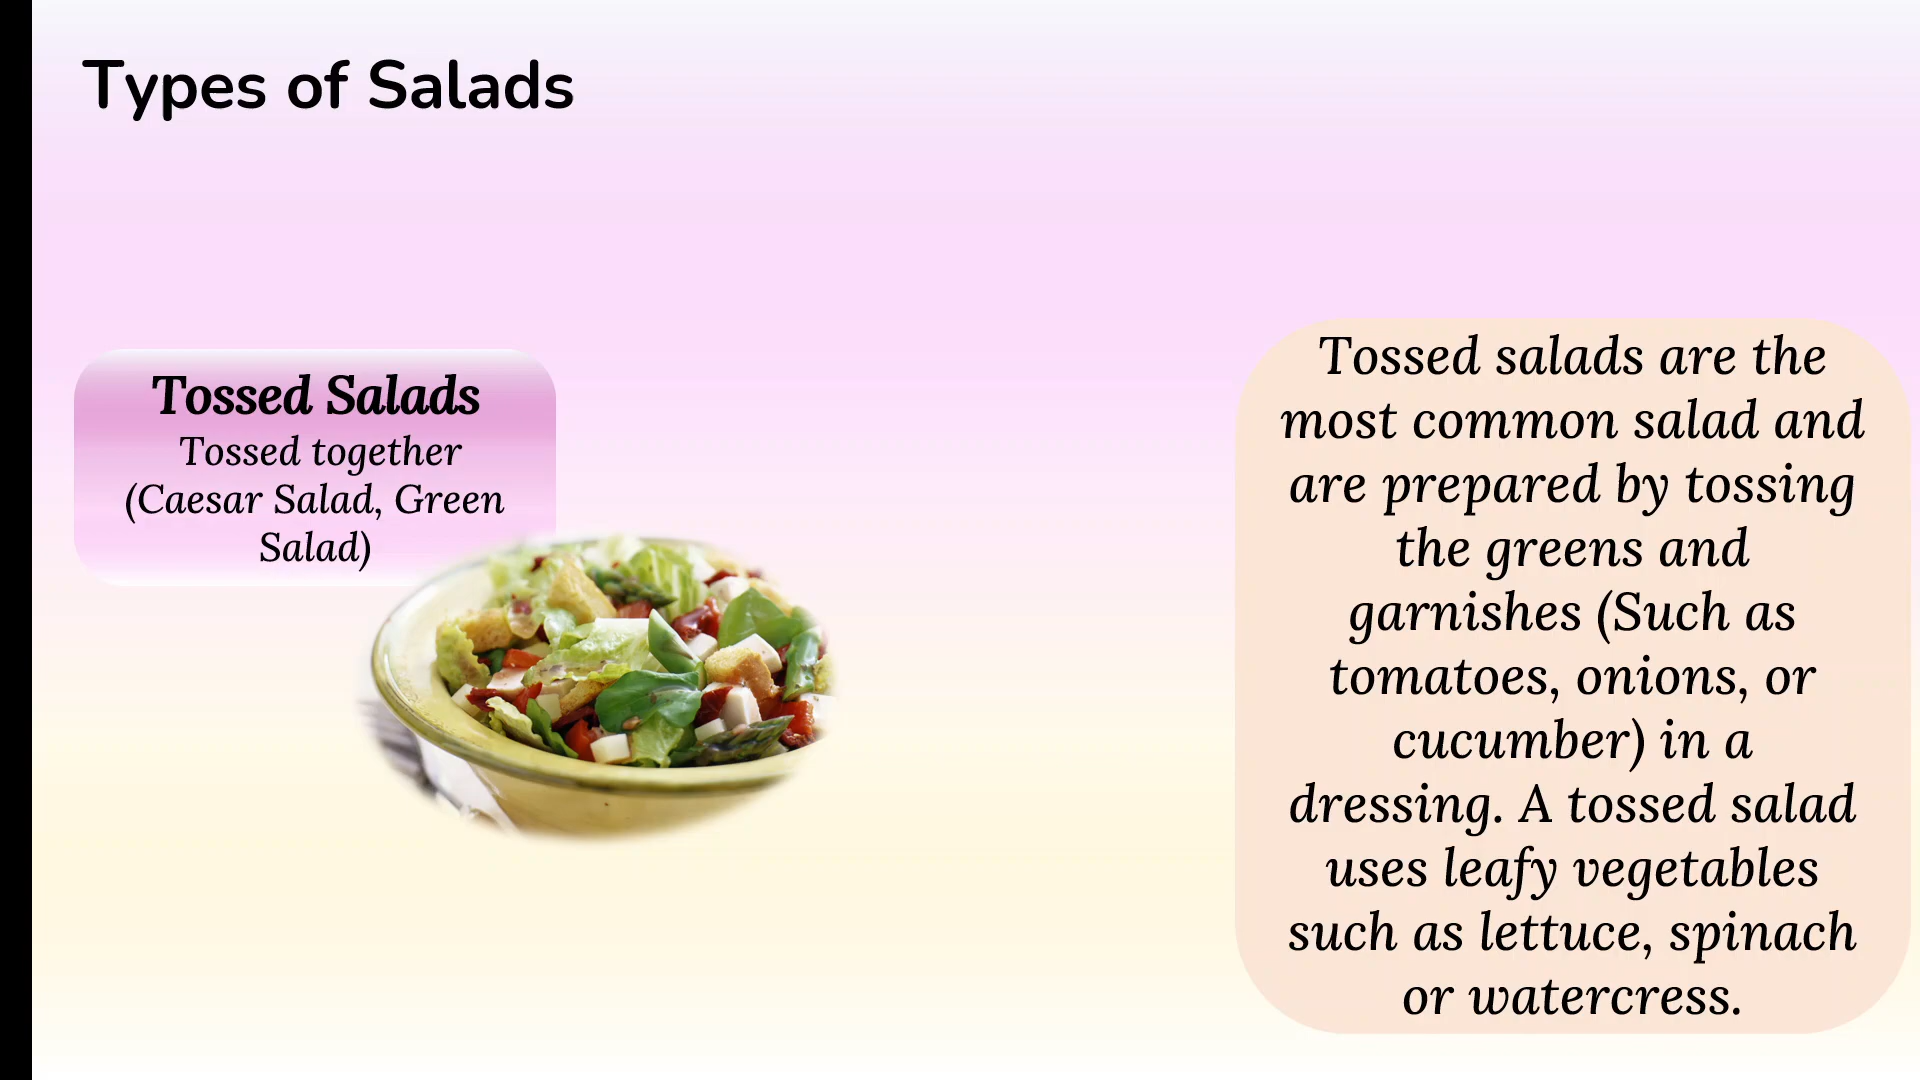 Types of Salads
Tossed Salads
Tossed together
(Caesar Salad, Green
Salad)
Tossed salads are the
most common salad and
are prepared by tossing
the greens and
garnishes (Such as
tomatoes, onions, or
cucumber) in a
dressing. A tossed salad
uses leafy vegetables
such as lettuce, spinach
or watercress.